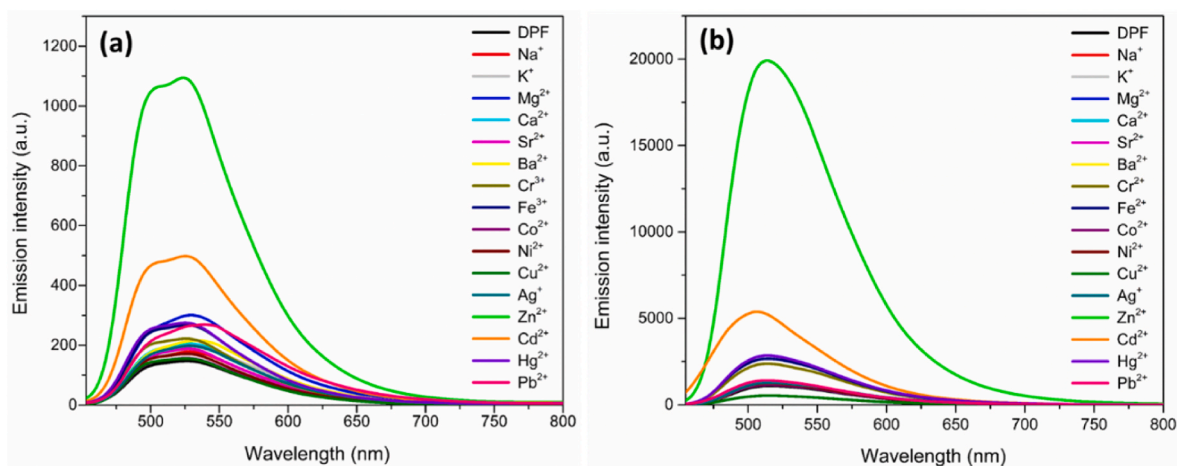 (a)
Emission intensity (a.u.)
1200
1000
800
600
400
200
0
500
550
600
650
700
750
800
Wavelength (nm)
DPF
Na⁺
K⁺
Mg²⁺
Ca²⁺
Sr²⁺
Ba²⁺
Cr³⁺
Fe³⁺
Co²⁺
Ni²⁺
Cu²⁺
Ag⁺
Zn²⁺
Cd²⁺
Hg²⁺
Pb²⁺
(b)
Emission intensity (a.u.)
20000
15000
10000
5000
0
500
550
600
650
700
750
800
Wavelength (nm)
DPF
Na⁺
K⁺
Mg²⁺
Ca²⁺
Sr²⁺
Ba²⁺
Cr²⁺
Fe²⁺
Co²⁺
Ni²⁺
Cu²⁺
Ag⁺
Zn²⁺
Cd²⁺
Hg²⁺
Pb²⁺